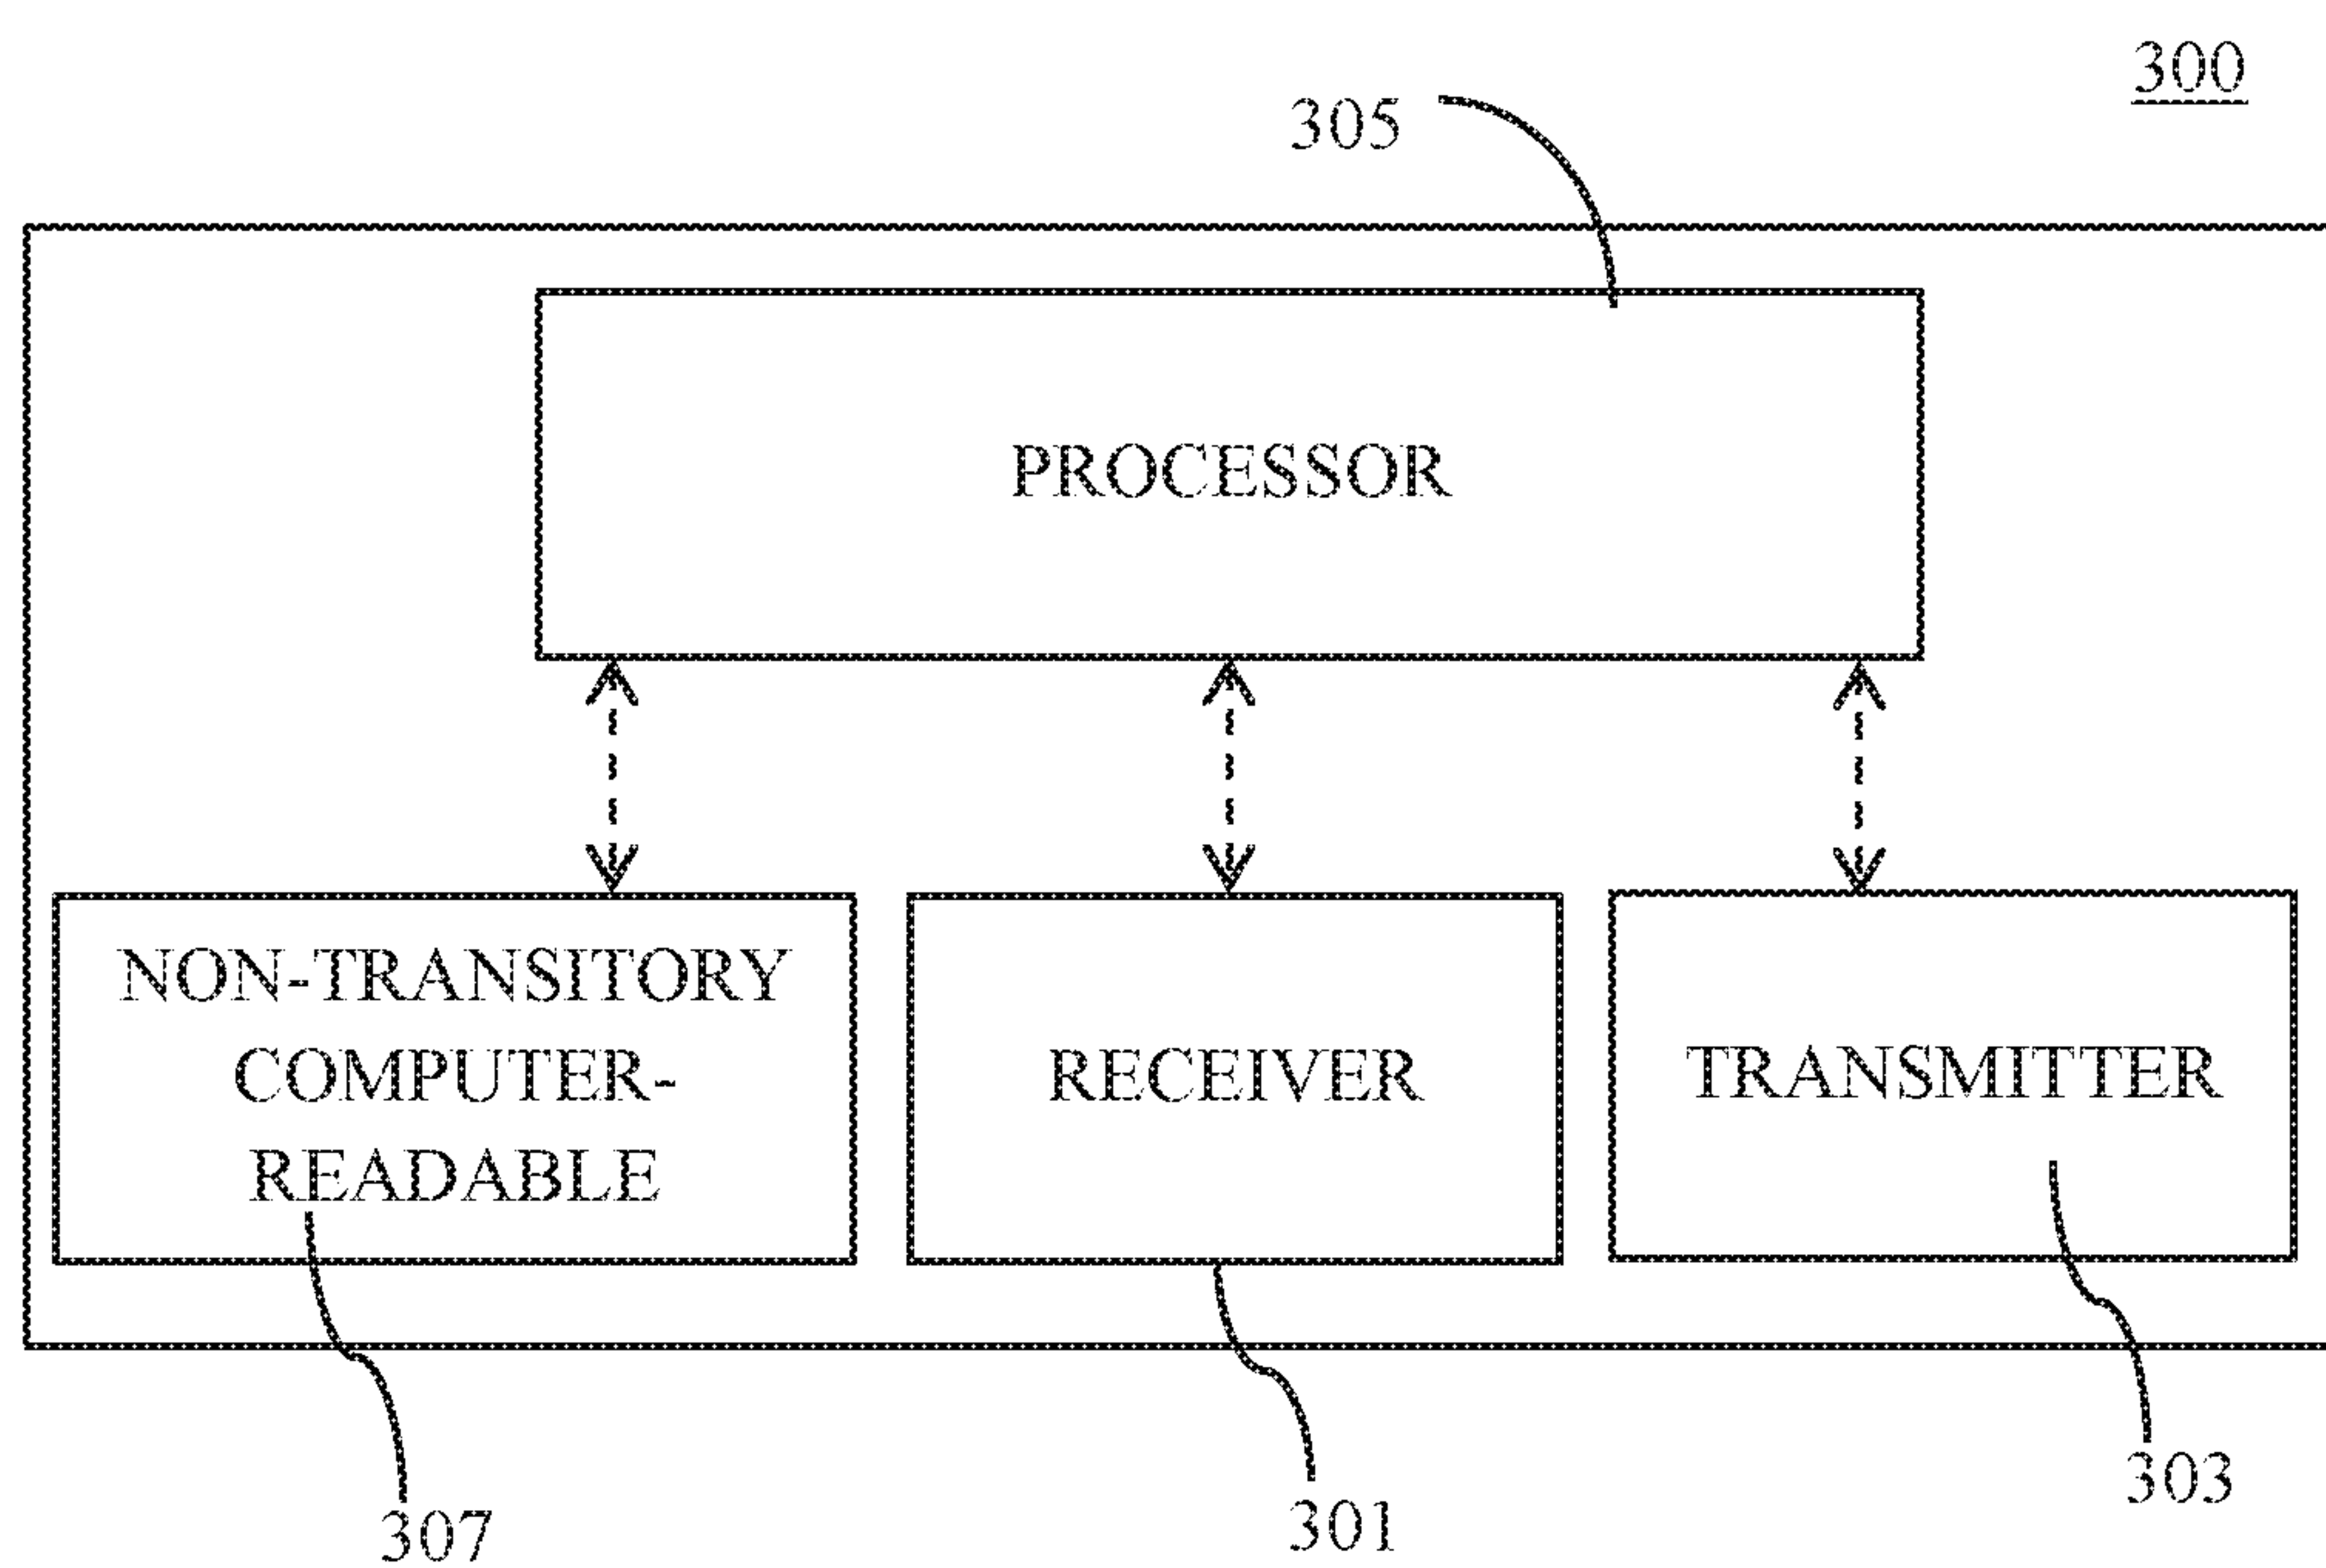 300
305
PROCESSOR
NON-TRANSITORY
COMPUTER-
READABLE
RECEIVER
TRANSMITTER
307
301
303